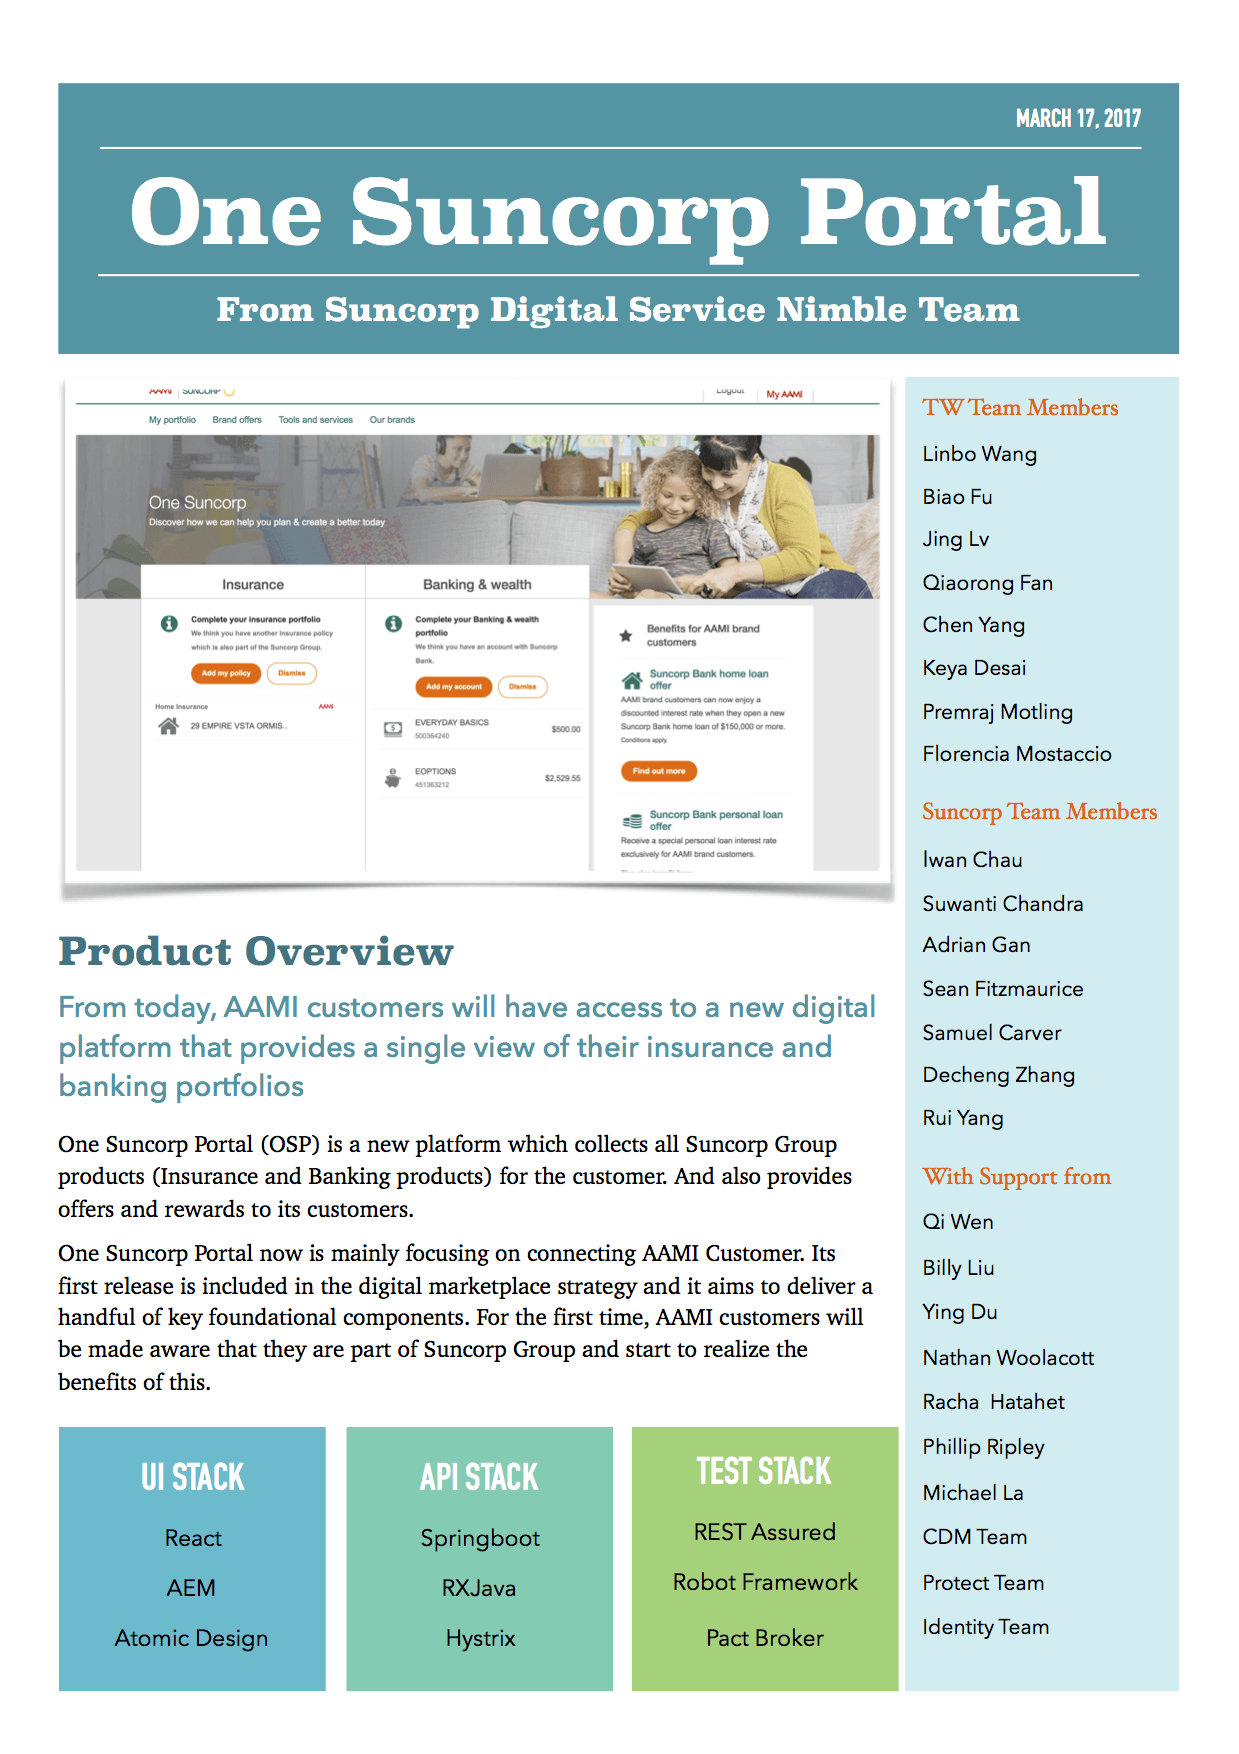 MARCH 17, 2017
One Suncorp Portal
From Suncorp Digital Service Nimble Team
AAMI SUNCORP
Logout
My AAMI
My portfolio Brand offers Tools and services Our brands
One Suncorp
Discover how we can help you plan & create a better today
Insurance
Complete your insurance portfolio
We think you have another insurance policy
which is also part of the Suncorp Group.
Add my policy Dismiss
Home Insurance AAMI
29 EMPIRE VSTA ORMIS..
Banking & wealth
Complete your Banking & wealth
portfolio
We think you have an account with Suncorp
Bank.
Add my account Dismiss
EVERYDAY BASICS
500364240
$500.00
EOPTIONS
451363212
$2,529.55
Benefits for AAMI brand
customers
Suncorp Bank home loan
offer
AAMI brand customers can now enjoy a
discounted interest rate when they open a new
Suncorp Bank home loan of $150,000 or more.
Conditions apply.
Find out more
Suncorp Bank personal loan
offer
Receive a special personal loan interest rate
exclusively for AAMI brand customers.
Product Overview
From today, AAMI customers will have access to a new digital
platform that provides a single view of their insurance and
banking portfolios
One Suncorp Portal (OSP) is a new platform which collects all Suncorp Group
products (Insurance and Banking products) for the customer. And also provides
offers and rewards to its customers.
One Suncorp Portal now is mainly focusing on connecting AAMI Customer. Its
first release is included in the digital marketplace strategy and it aims to deliver a
handful of key foundational components. For the first time, AAMI customers will
be made aware that they are part of Suncorp Group and start to realize the
benefits of this.
UI STACK
React
AEM
Atomic Design
API STACK
Springboot
RXJava
Hystrix
TEST STACK
REST Assured
Robot Framework
Pact Broker
TW Team Members
Linbo Wang
Biao Fu
Jing Lv
Qiaorong Fan
Chen Yang
Keya Desai
Premraj Motling
Florencia Mostaccio
Suncorp Team Members
Iwan Chau
Suwanti Chandra
Adrian Gan
Sean Fitzmaurice
Samuel Carver
Decheng Zhang
Rui Yang
With Support from
Qi Wen
Billy Liu
Ying Du
Nathan Woolacott
Racha Hatahet
Phillip Ripley
Michael La
CDM Team
Protect Team
Identity Team